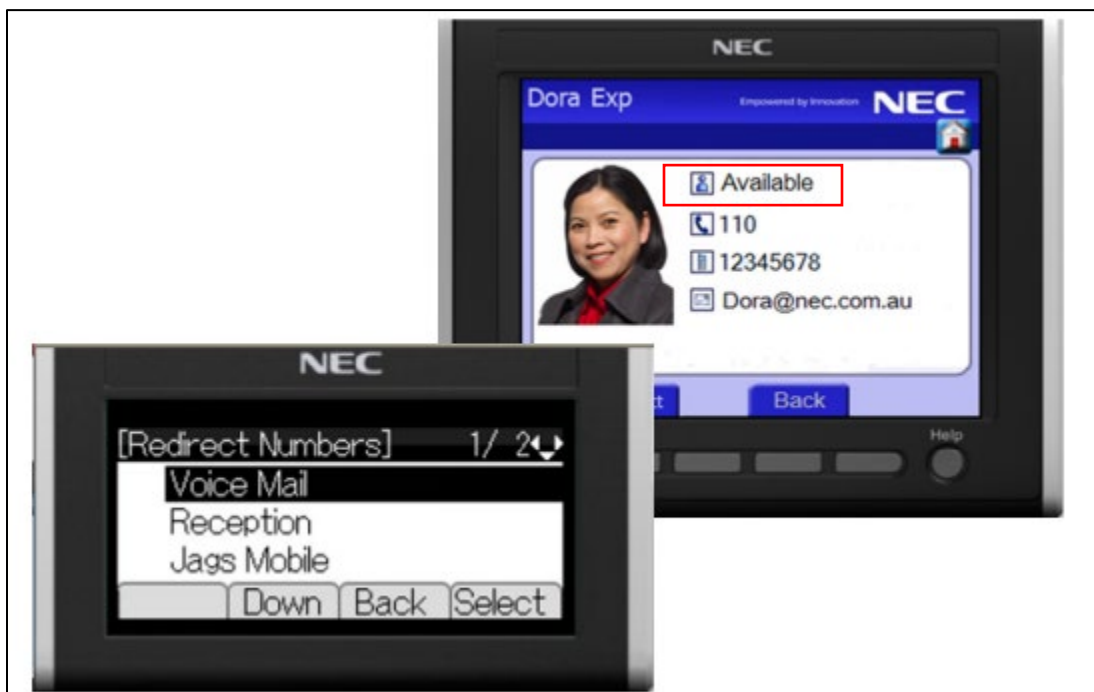 NEC
Dora Exp
Empowered by Innovation NEC
Available
110
12345678
Dora@nec.com.au
Back
Help
NEC
[Redirect Numbers] 1/ 2
Voice Mail
Reception
Jags Mobile
Down Back Select